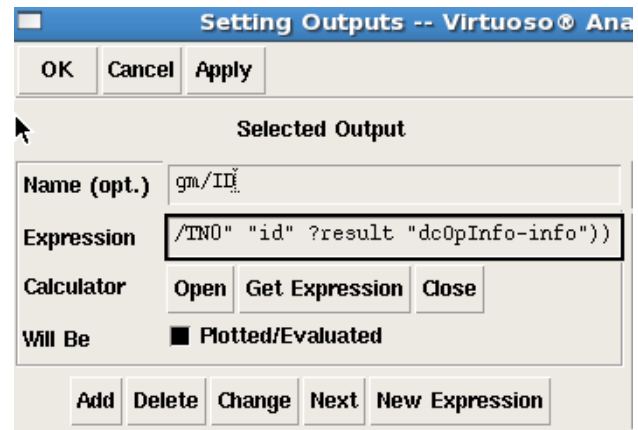 Setting Outputs -- Virtuoso® Ana
OK Cancel Apply
Selected Output
Name (opt.) gm/ID
Expression /TN0" "id" ?result "dcOpInfo-info"))
Calculator Open Get Expression Close
Will Be Plotted/Evaluated
Add Delete Change Next New Expression